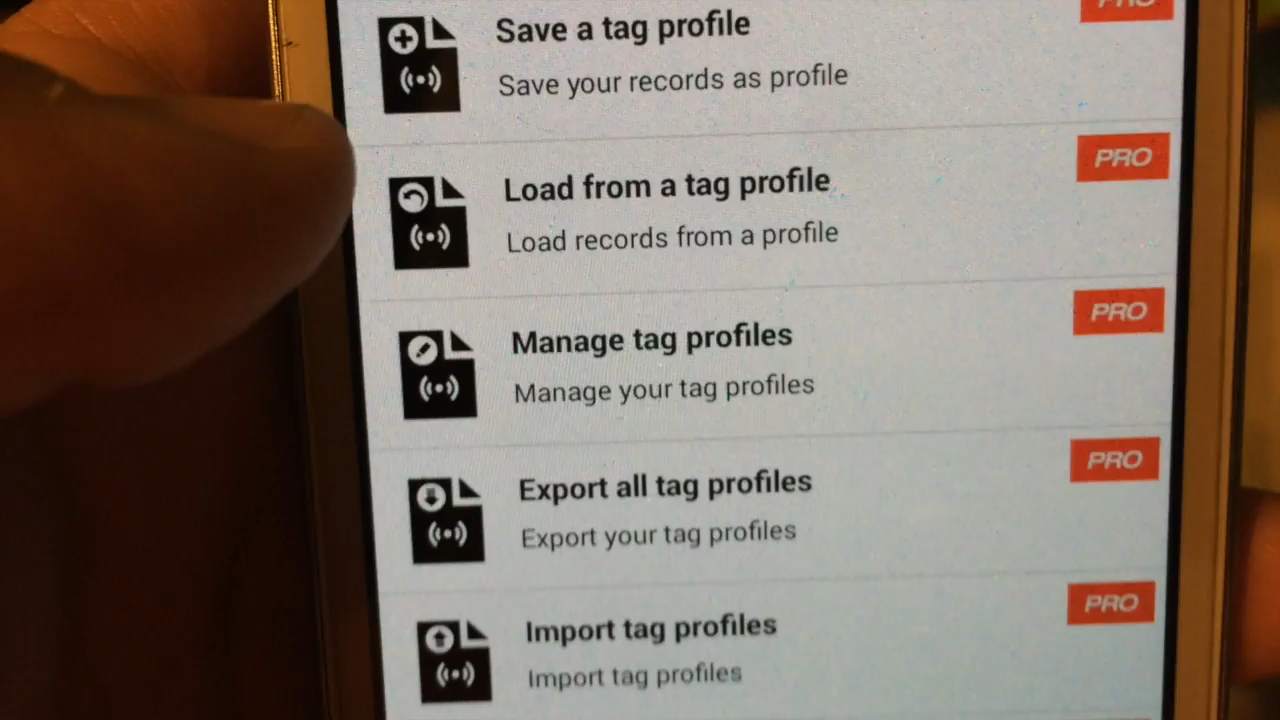 PRO
Save a tag profile
Save your records as profile
PRO
Load from a tag profile
Load records from a profile
PRO
Manage tag profiles
Manage your tag profiles
PRO
Export all tag profiles
Export your tag profiles
PRO
Import tag profiles
Import tag profiles